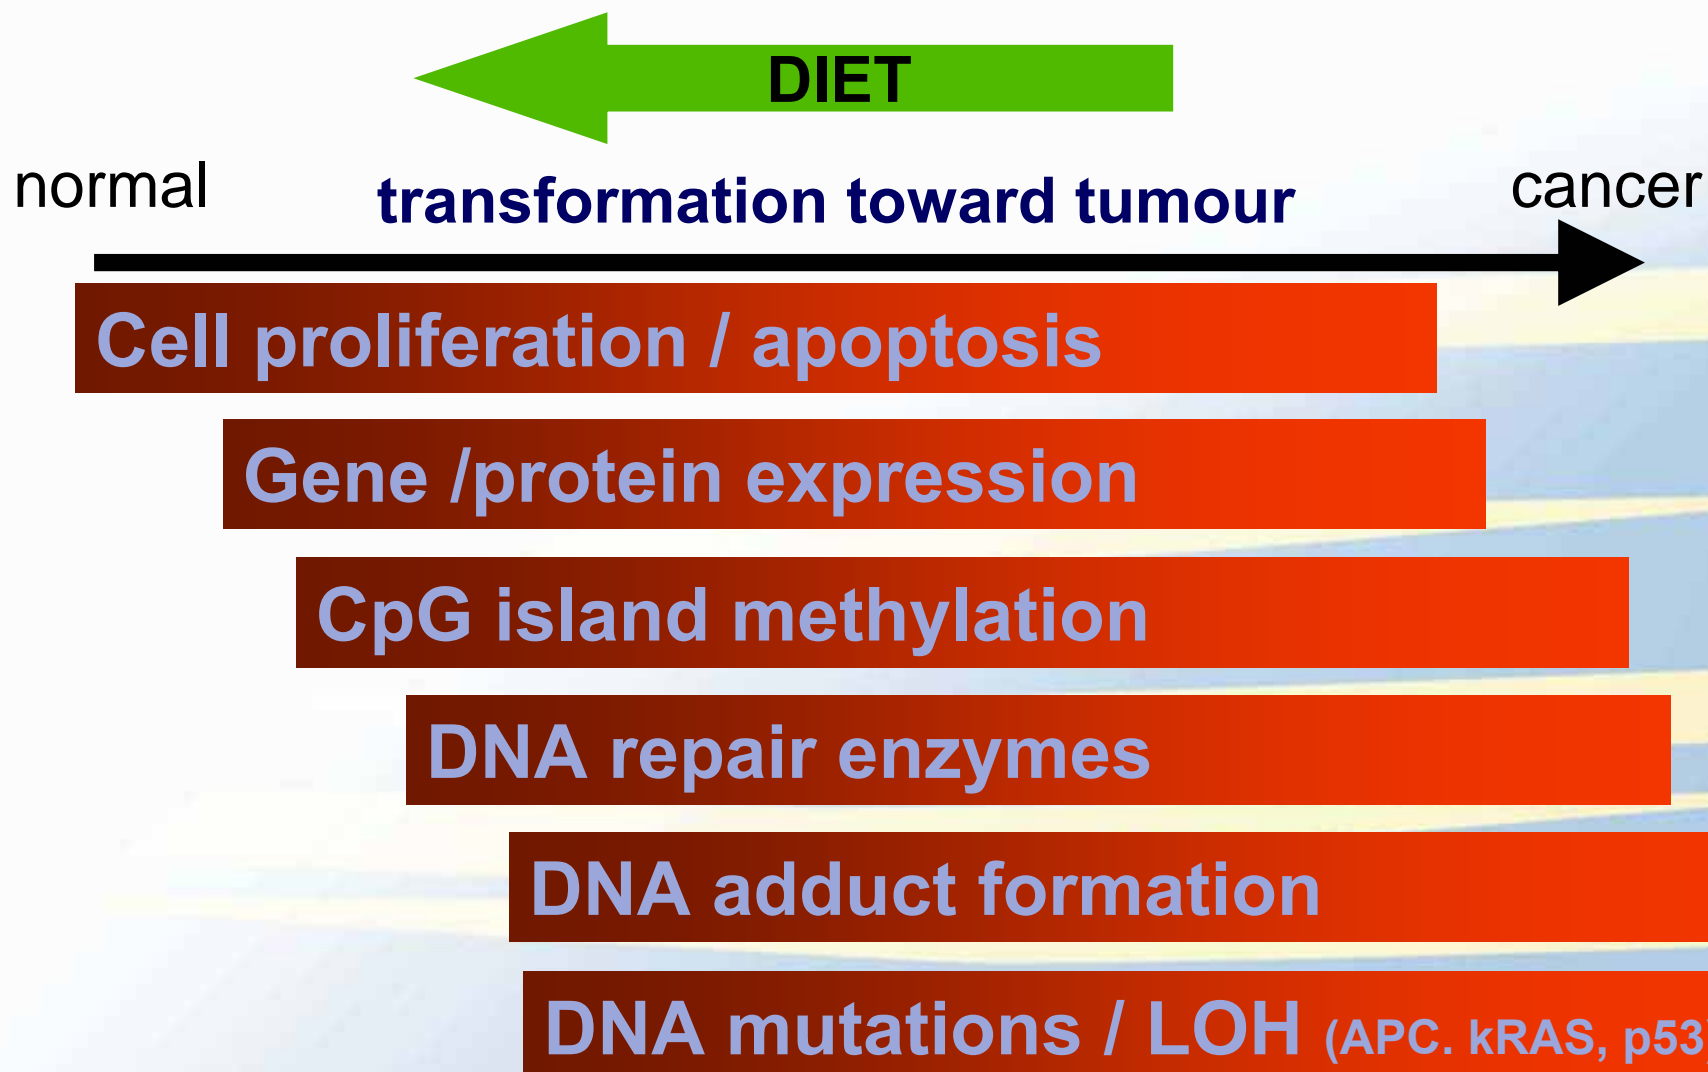 DIET
normal
transformation toward tumour
cancer
Cell proliferation / apoptosis
Gene /protein expression
CpG island methylation
DNA repair enzymes
DNA adduct formation
DNA mutations / LOH (APC. kRAS, p53)